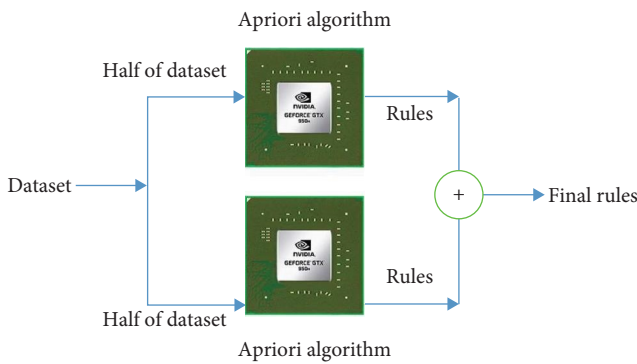 Apriori algorithm
Half of dataset
NVIDIA
GEFORCE GTX
Rules
Dataset
+
Final rules
NVIDIA
GEFORCE GTX
Rules
Half of dataset
Apriori algorithm